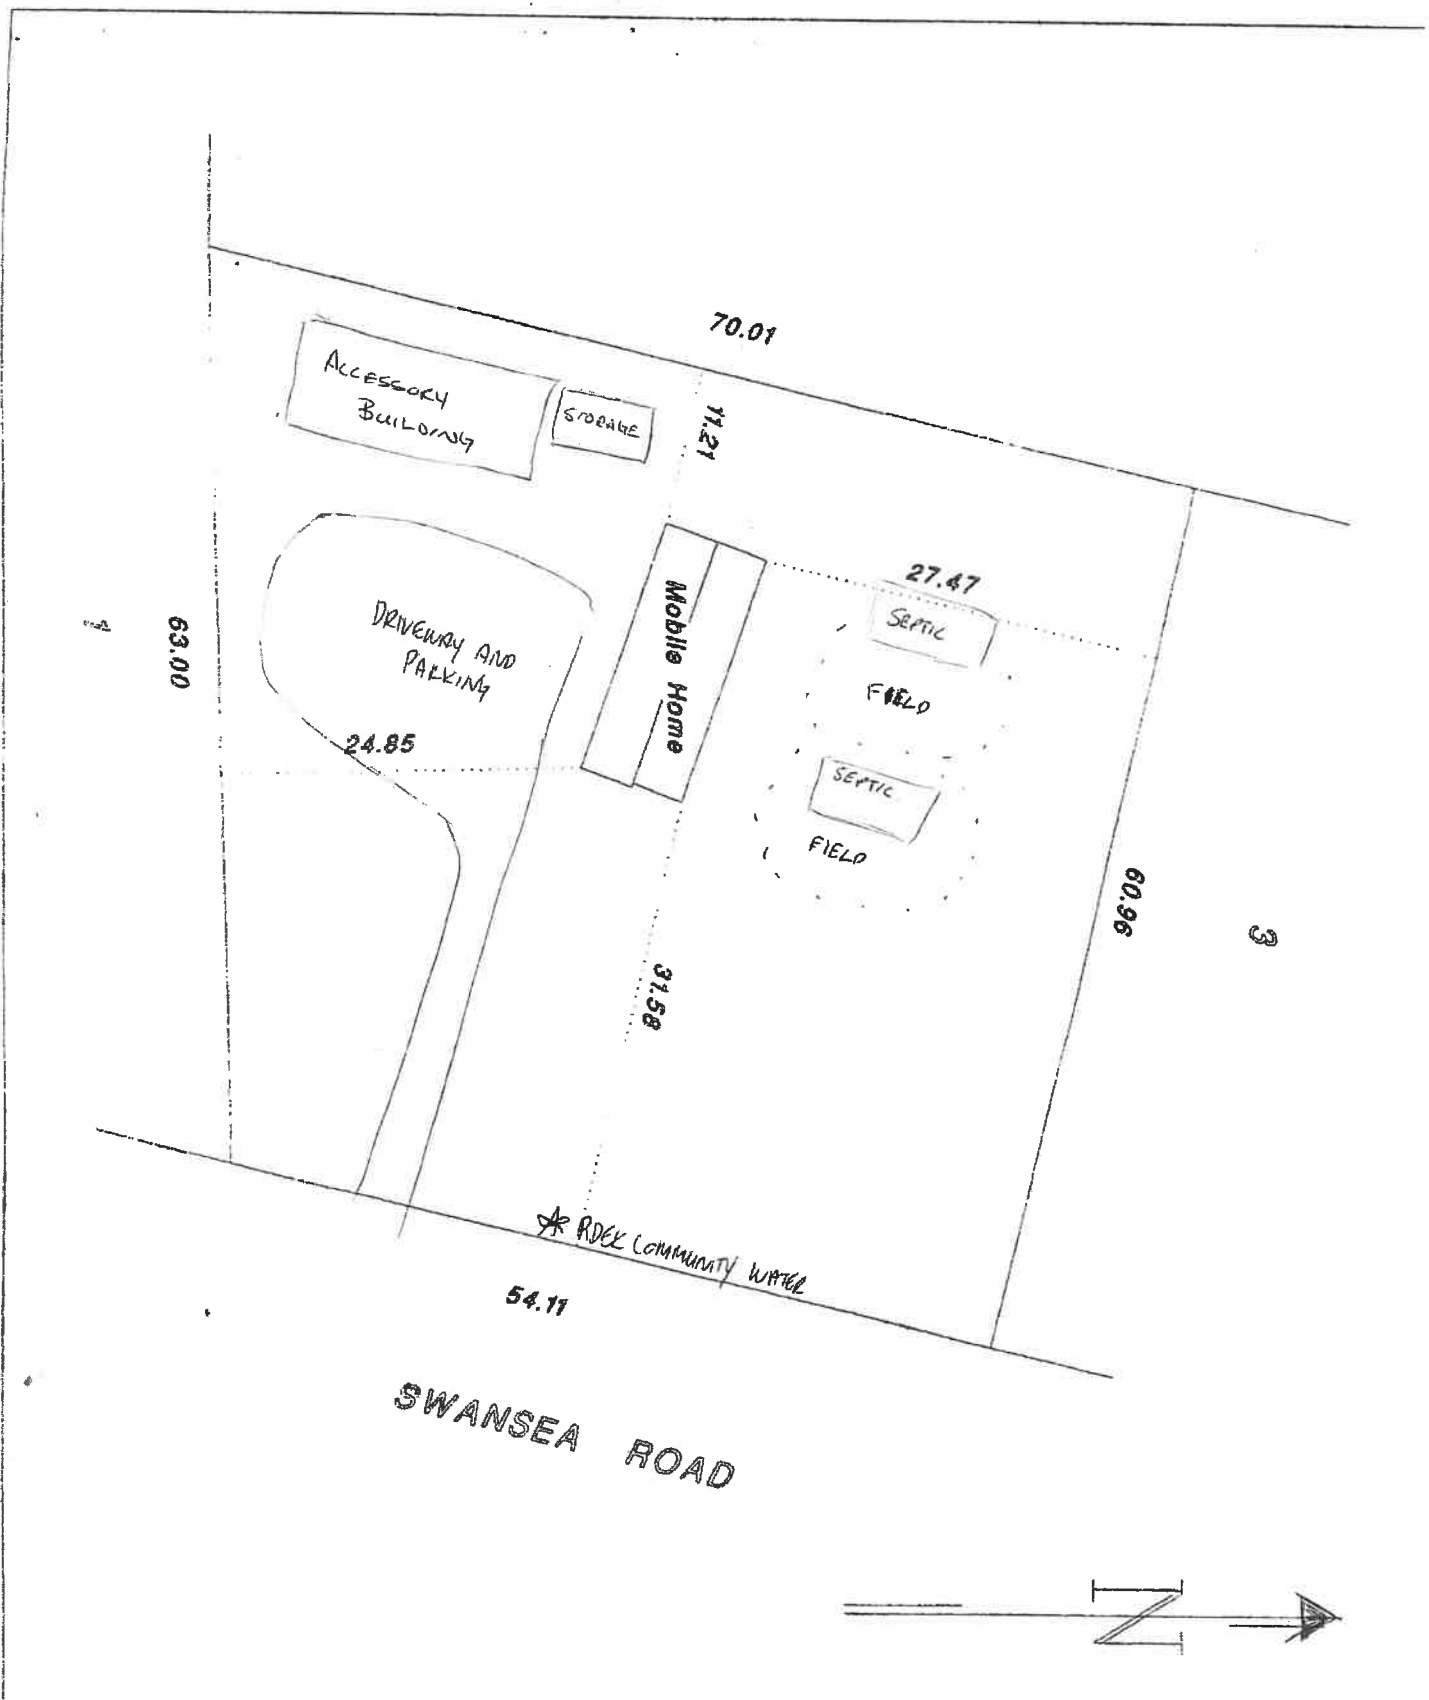 70.01
ACCESSORY
BUILDING
STORAGE
11.21
27.47
SEPTIC
FIELD
Mobile Home
DRIVEWAY AND
PARKING
1
63.00
24.85
SEPTIC
FIELD
60.96
3
31.58
RDEK COMMUNITY WATER
54.11
SWANSEA ROAD
N